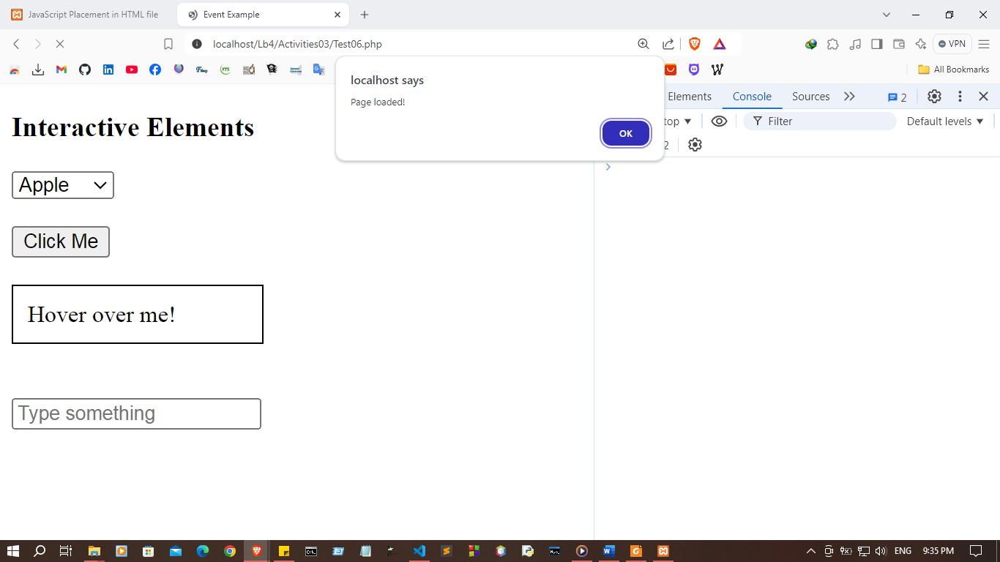 JavaScript Placement in HTML file
Event Example
localhost/Lb4/Activities03/Test06.php
VPN
All Bookmarks
localhost says
Page loaded!
OK
Interactive Elements
Apple
Click Me
Hover over me!
Type something
Elements
Console
Sources
2
top
Filter
Default levels
2
ENG
9:35 PM